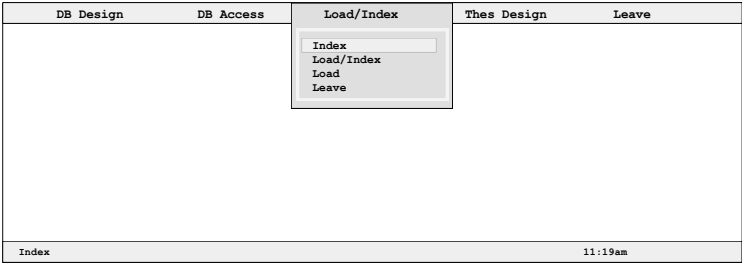 DB Design DB Access Load/Index Thes Design Leave
Index
Load/Index
Load
Leave
Index 11:19am